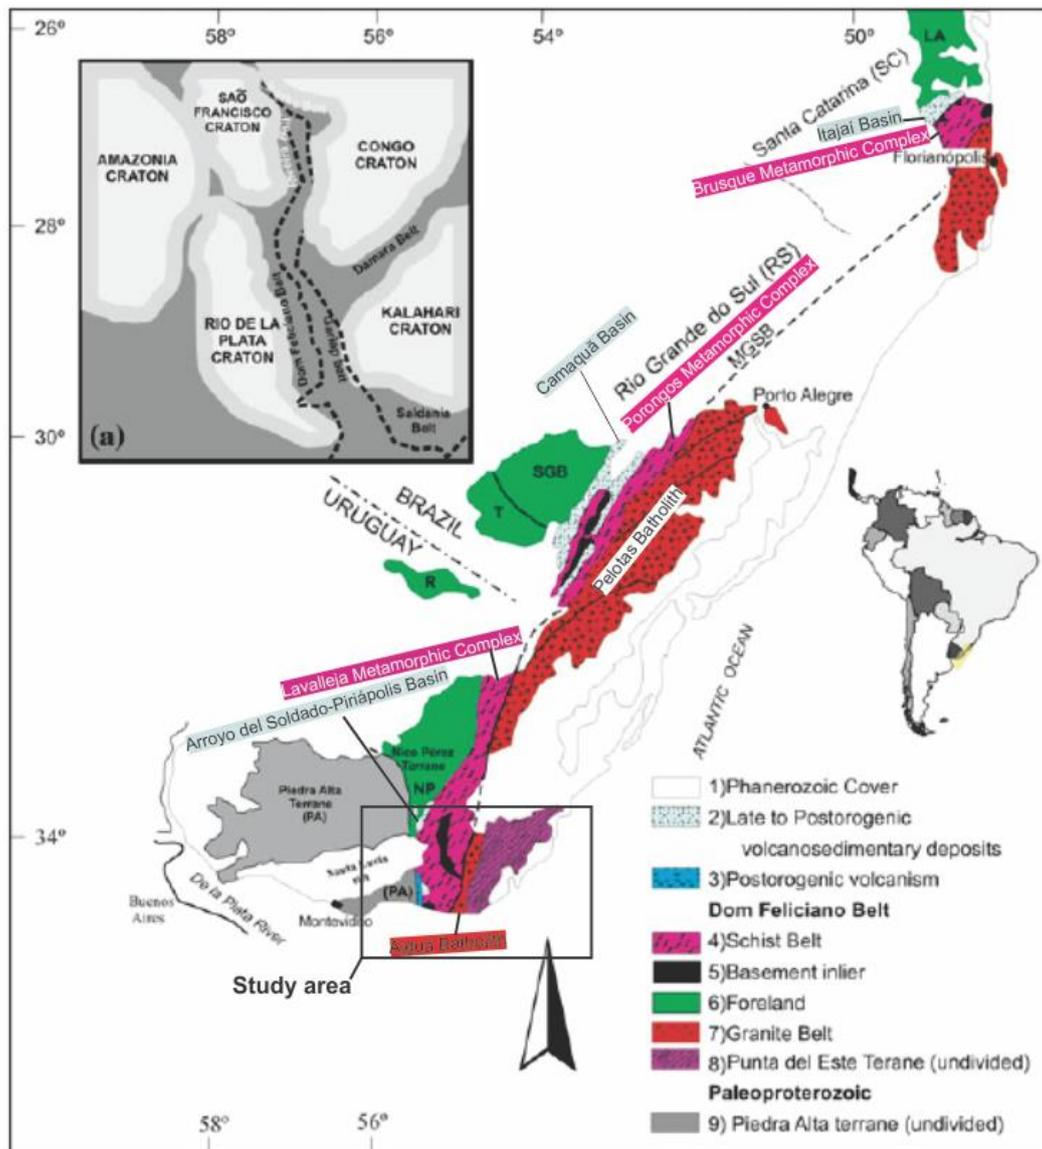 58° 56° 54° 50°
26°
28°
30°
34°
58° 56°
SAÕ
FRANCISCO
CRATON
AMAZONIA
CRATON
CONGO
CRATON
Damara Belt
RIO DE LA
PLATA
CRATON
Dom Feliciano Belt
Gariep Belt
KALAHARI
CRATON
Saldania
Belt
(a)
LA
Santa Catarina (SC)
Itajaí Basin
Brusque Metamorphic Complex
Florianópolis
Rio Grande do Sul (RS)
Porongos Metamorphic Complex
Camaquã Basin
MGSB
Porto Alegre
SGB
T
BRAZIL
URUGUAY
R
Pelotas Batholith
Lavalleja Metamorphic Complex
Arroyo del Soldado-Piriápolis Basin
Nico Pérez
Terrane
NP
Piedra Alta
Terrane
(PA)
(PA)
Montevideo
Buenos
Aires
De la Plata River
Study area
ATLANTIC OCEAN
1)Phanerozoic Cover
2)Late to Postorogenic
volcanosedimentary deposits
3)Postorogenic volcanism
Dom Feliciano Belt
4)Schist Belt
5)Basement inlier
6)Foreland
7)Granite Belt
8)Punta del Este Terane (undivided)
Paleoproterozoic
9) Piedra Alta terrane (undivided)